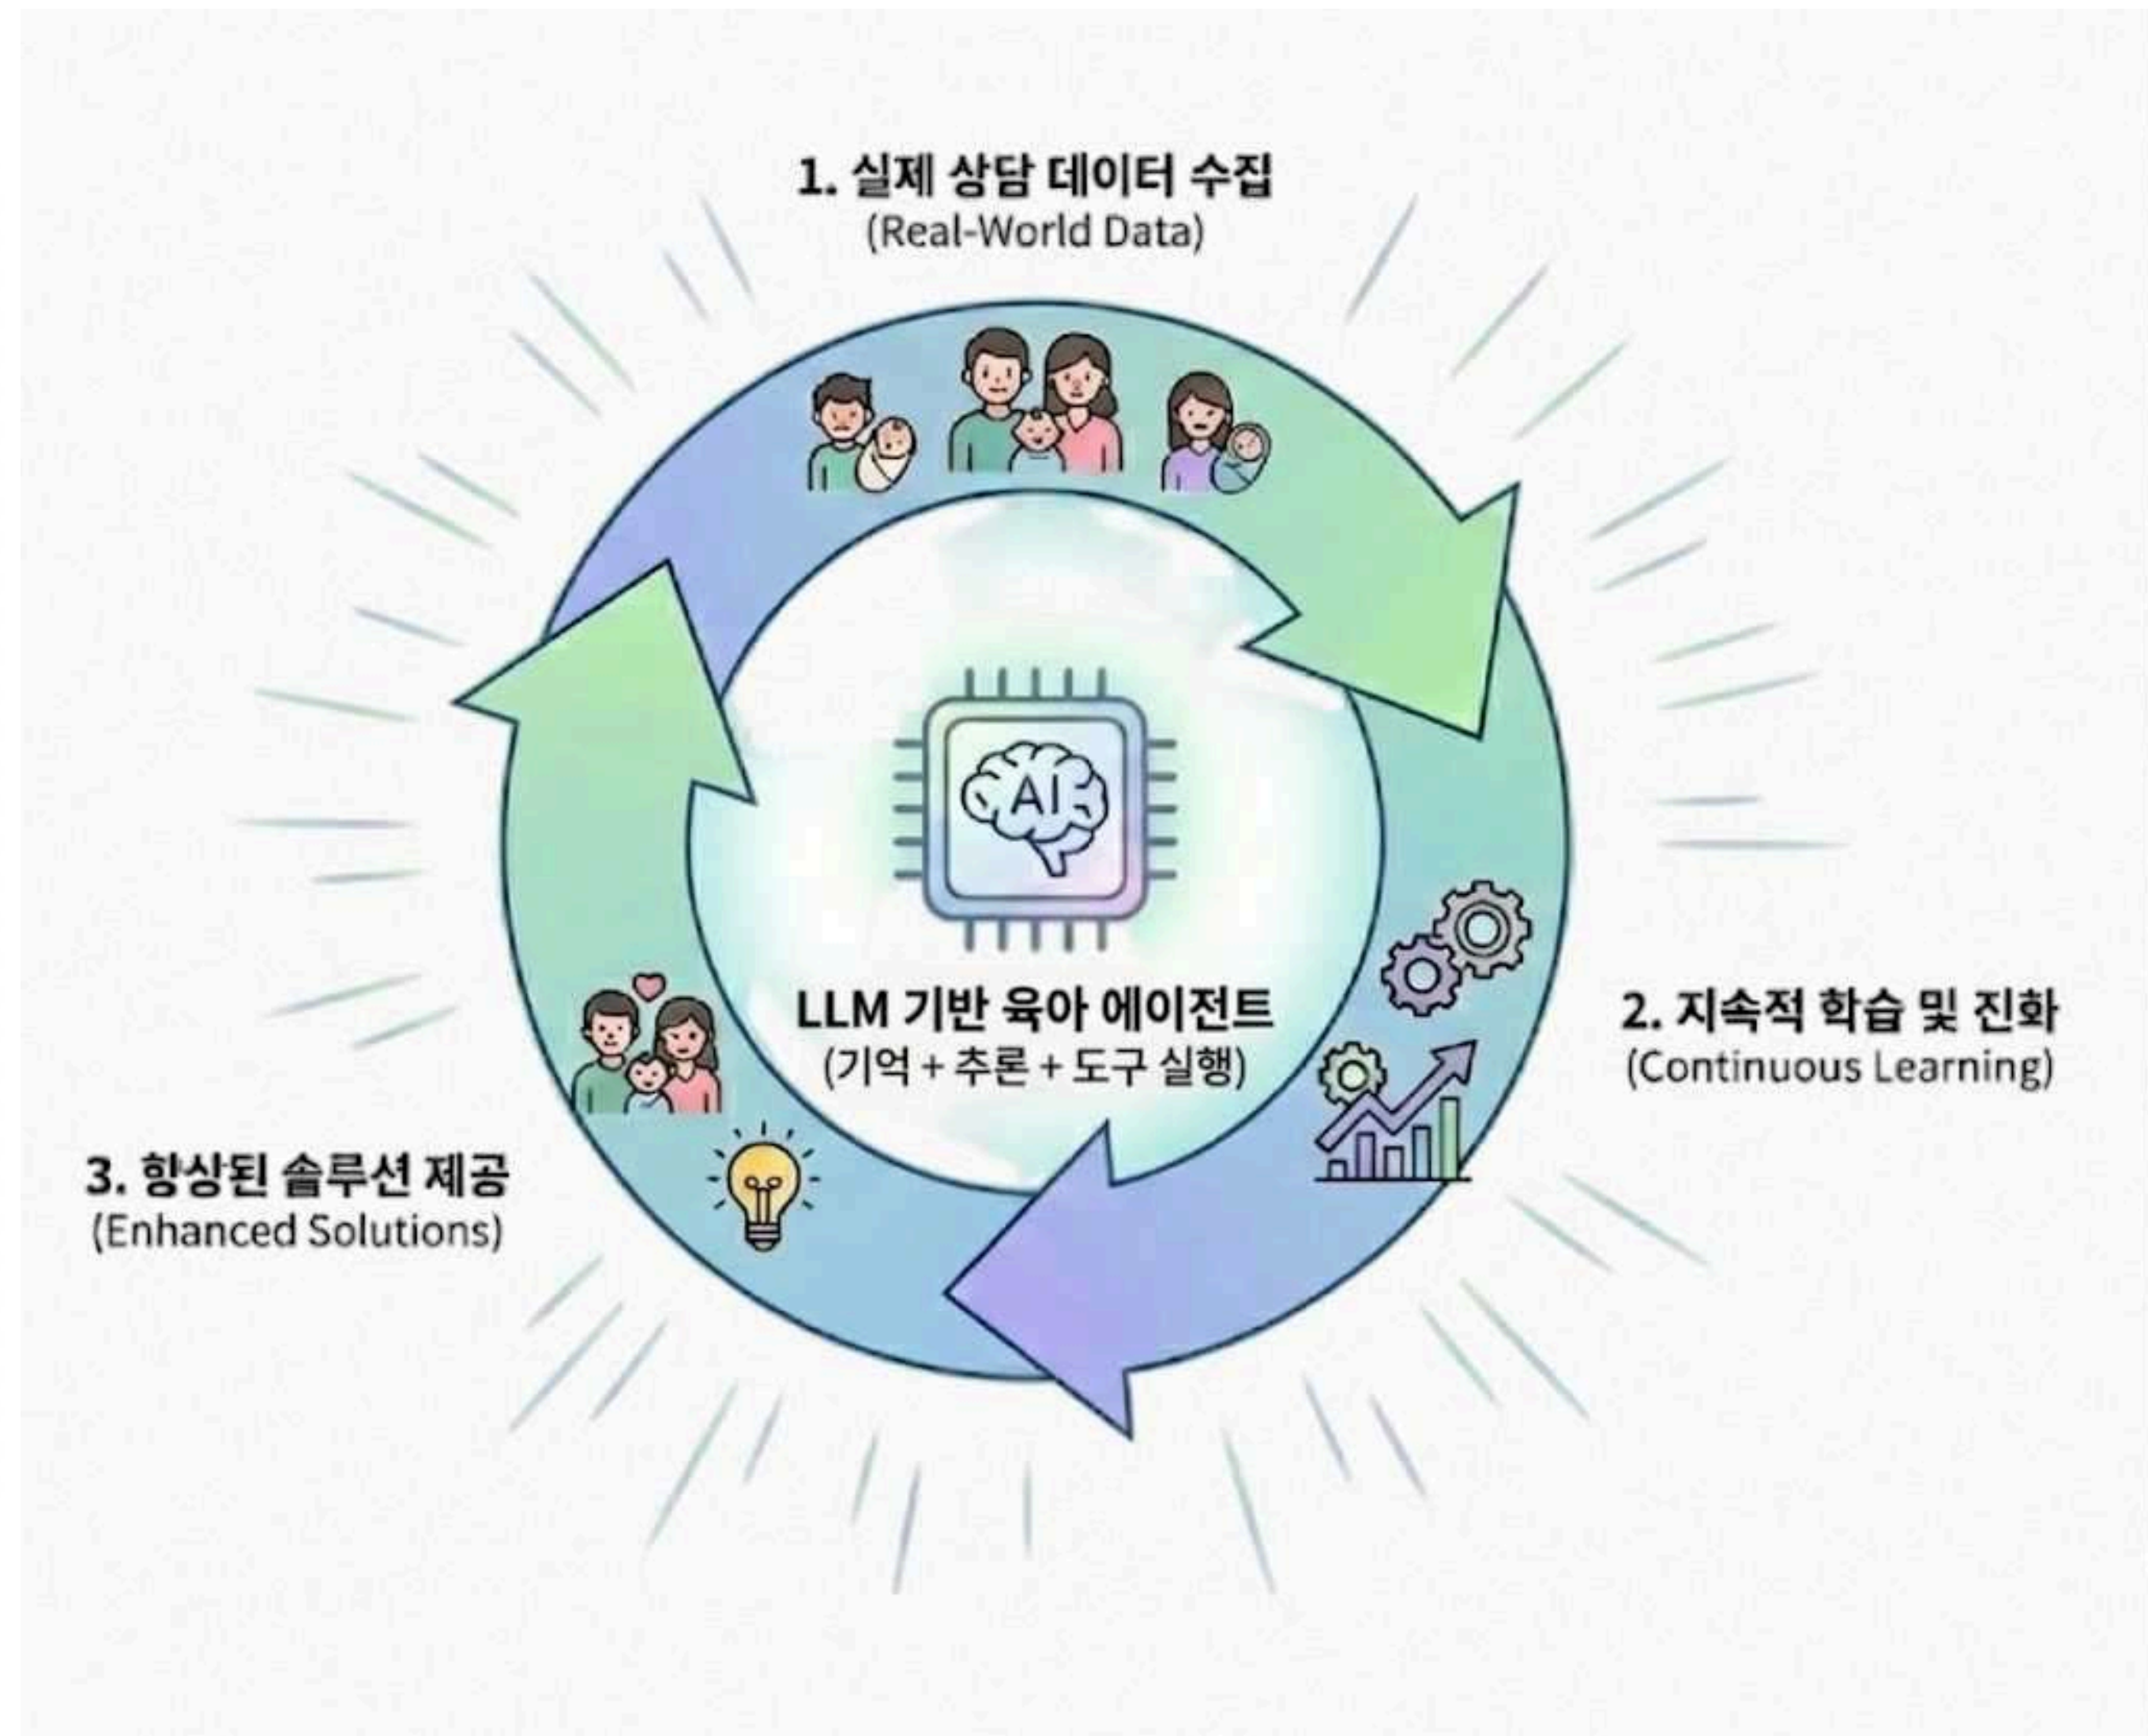 1. 실제 상담 데이터 수집
(Real-World Data)
AI
LLM 기반 육아 에이전트
(기억 + 추론 + 도구 실행)
2. 지속적 학습 및 진화
(Continuous Learning)
3. 향상된 솔루션 제공
(Enhanced Solutions)